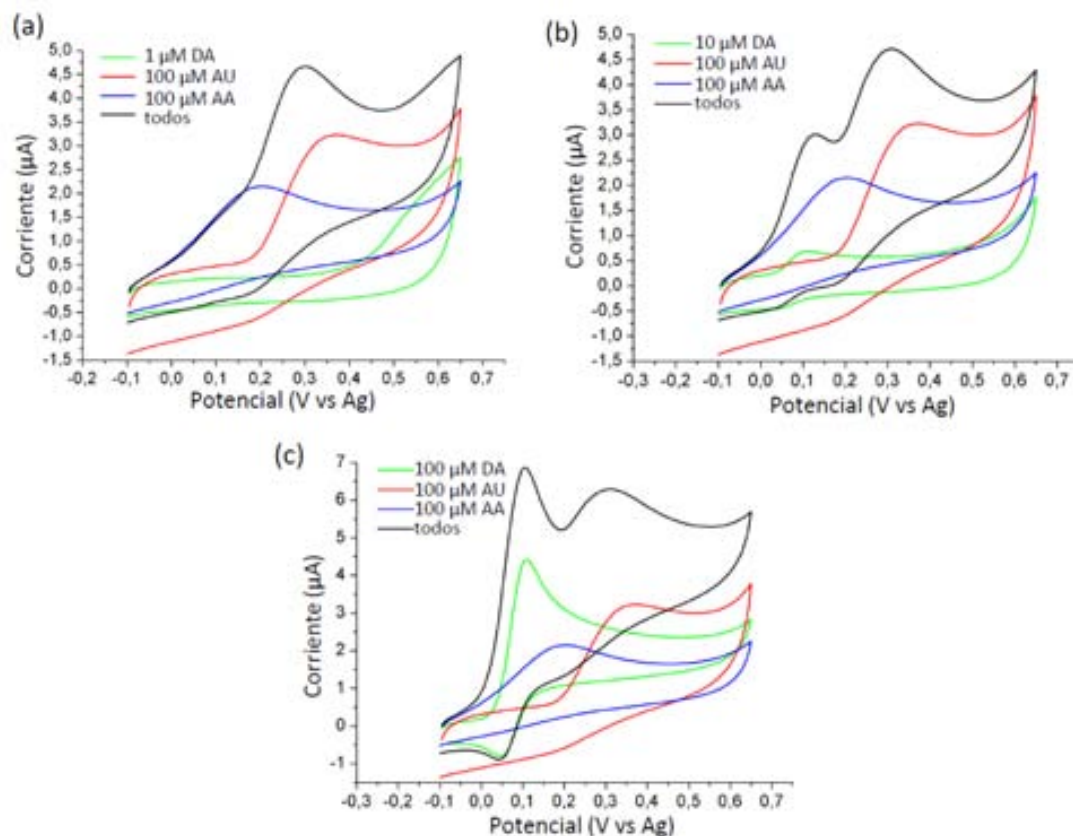 (a)
1 µM DA
100 µM AU
100 µM AA
todos
5,0
4,5
4,0
3,5
3,0
2,5
2,0
1,5
1,0
0,5
0,0
-0,5
-1,0
-1,5
Corriente (µA)
-0,2 -0,1 0,0 0,1 0,2 0,3 0,4 0,5 0,6 0,7
Potencial (V vs Ag)
(b)
10 µM DA
100 µM AU
100 µM AA
todos
5,0
4,5
4,0
3,5
3,0
2,5
2,0
1,5
1,0
0,5
0,0
-0,5
-1,0
-1,5
Corriente (µA)
-0,3 -0,2 -0,1 0,0 0,1 0,2 0,3 0,4 0,5 0,6 0,7
Potencial (V vs Ag)
(c)
100 µM DA
100 µM AU
100 µM AA
todos
7
6
5
4
3
2
1
0
-1
Corriente (µA)
-0,3 -0,2 -0,1 0,0 0,1 0,2 0,3 0,4 0,5 0,6 0,7
Potencial (V vs Ag)